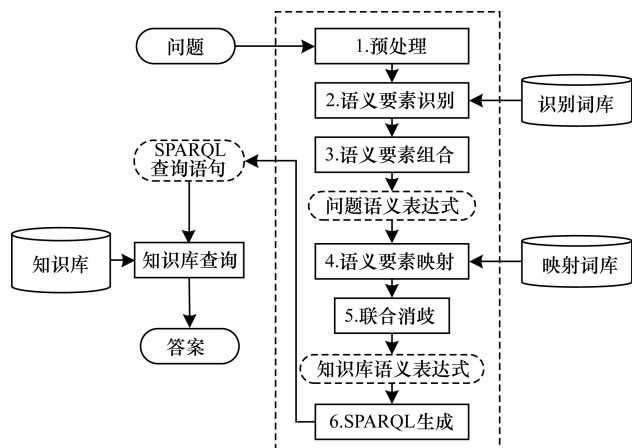 问题
1.预处理
2.语义要素识别
识别词库
3.语义要素组合
SPARQL
查询语句
问题语义表达式
知识库
知识库查询
4.语义要素映射
映射词库
5.联合消歧
答案
知识库语义表达式
6.SPARQL生成